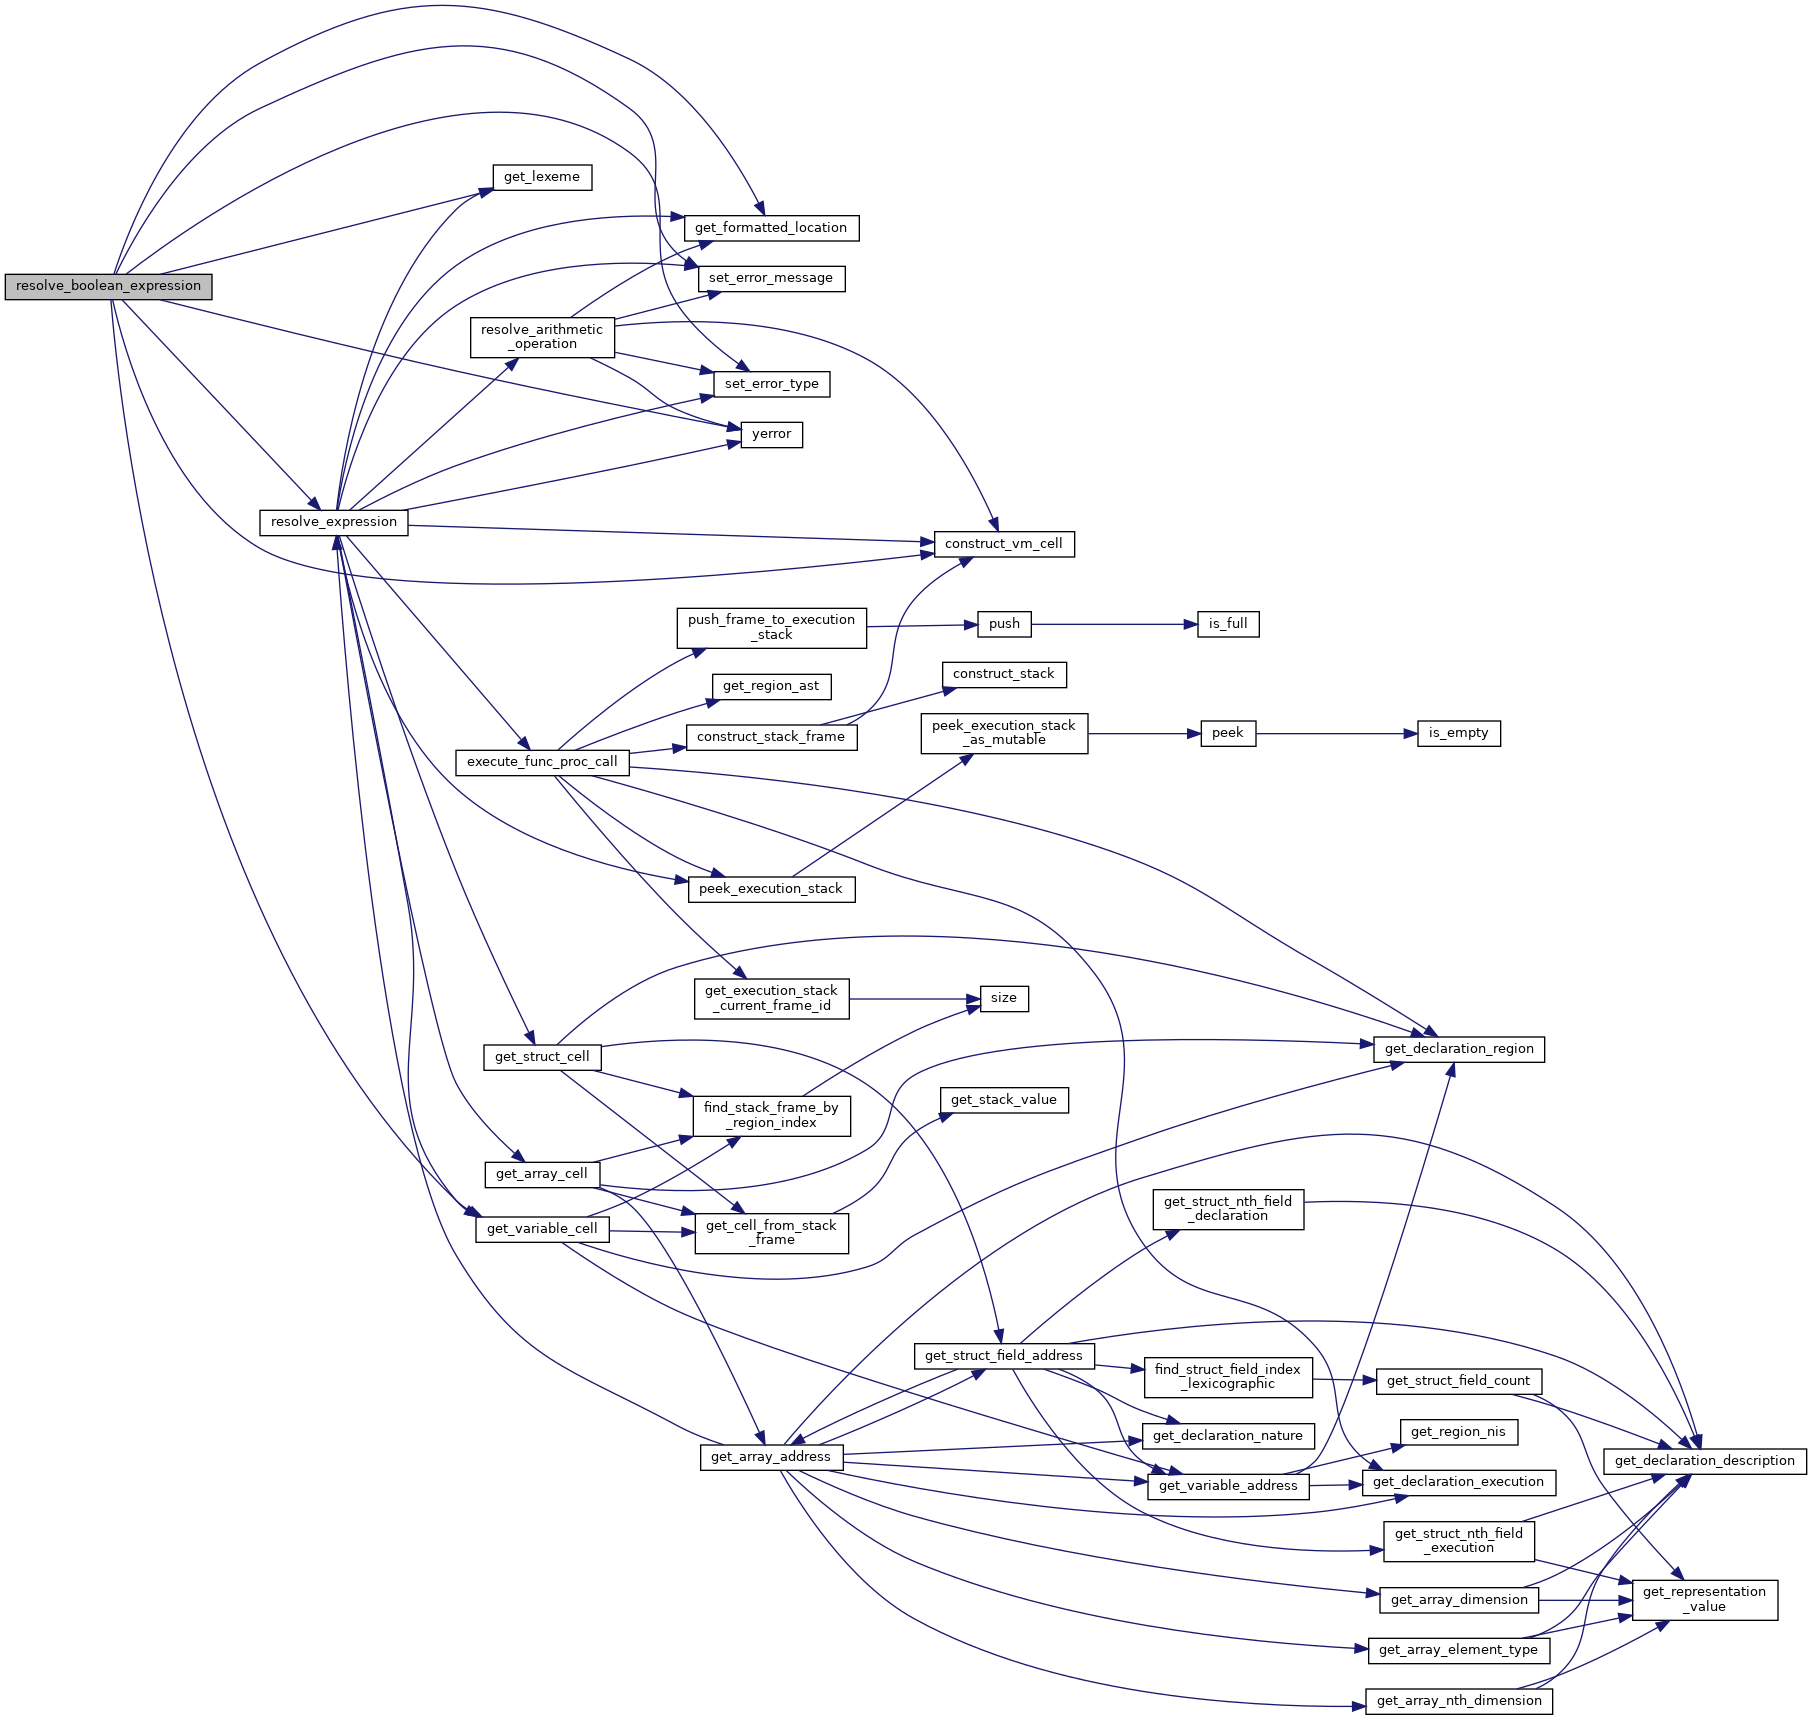 get_lexeme
get_formatted_location
resolve_boolean_expression
set_error_message
resolve_arithmetic
_operation
set_error_type
yerror
resolve_expression
construct_vm_cell
push_frame_to_execution
_stack
push
is_full
get_region_ast
construct_stack
construct_stack_frame
peek_execution_stack
_as_mutable
peek
is_empty
execute_func_proc_call
peek_execution_stack
get_execution_stack
_current_frame_id
size
get_struct_cell
get_declaration_region
find_stack_frame_by
_region_index
get_stack_value
get_array_cell
get_variable_cell
get_cell_from_stack
_frame
get_struct_nth_field
_declaration
get_struct_field_address
find_struct_field_index
_lexicographic
get_struct_field_count
get_declaration_nature
get_region_nis
get_array_address
get_declaration_description
get_variable_address
get_declaration_execution
get_struct_nth_field
_execution
get_array_dimension
get_representation
_value
get_array_element_type
get_array_nth_dimension